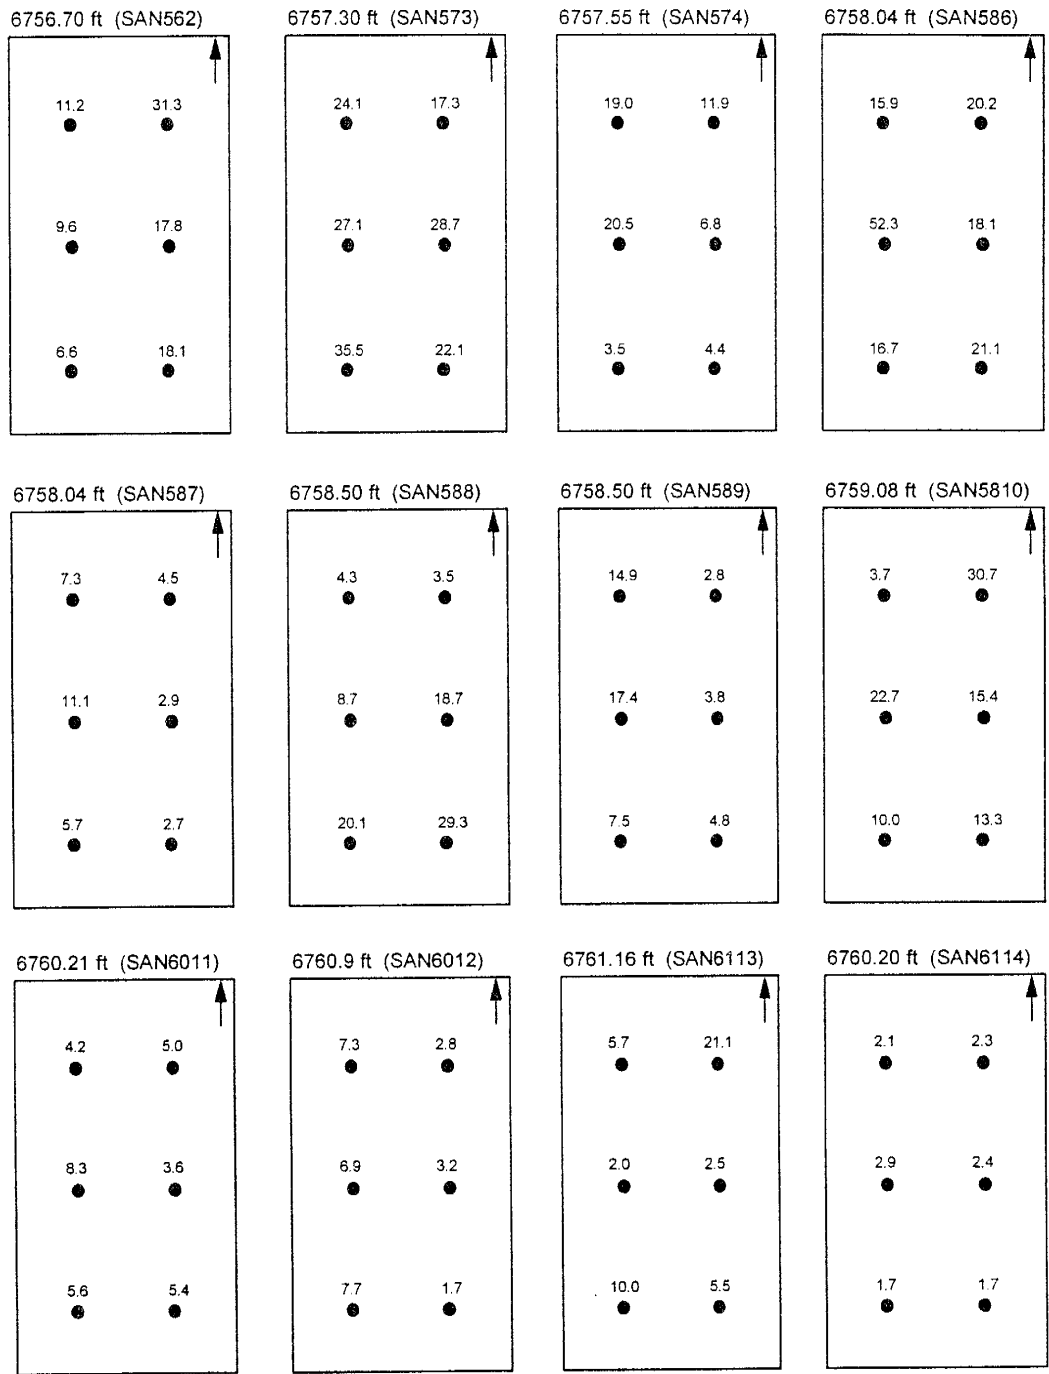 6756.70 ft (SAN562) 6757.30 ft (SAN573) 6757.55 ft (SAN574) 6758.04 ft (SAN586)
11.2 31.3 24.1 17.3 19.0 11.9 15.9 20.2
9.6 17.8 27.1 28.7 20.5 6.8 52.3 18.1
6.6 18.1 35.5 22.1 3.5 4.4 16.7 21.1
6758.04 ft (SAN587) 6758.50 ft (SAN588) 6758.50 ft (SAN589) 6759.08 ft (SAN5810)
7.3 4.5 4.3 3.5 14.9 2.8 3.7 30.7
11.1 2.9 8.7 18.7 17.4 3.8 22.7 15.4
5.7 2.7 20.1 29.3 7.5 4.8 10.0 13.3
6760.21 ft (SAN6011) 6760.9 ft (SAN6012) 6761.16 ft (SAN6113) 6760.20 ft (SAN6114)
4.2 5.0 7.3 2.8 5.7 21.1 2.1 2.3
8.3 3.6 6.9 3.2 2.0 2.5 2.9 2.4
5.6 5.4 7.7 1.7 10.0 5.5 1.7 1.7